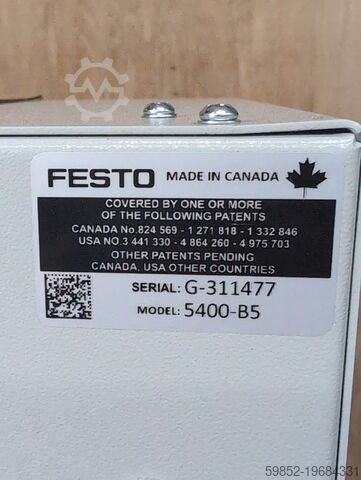 FESTO MADE IN CANADA
COVERED BY ONE OR MORE
OF THE FOLLOWING PATENTS
CANADA No.824 569 - 1 271 818 - 1 332 846
USA NO 3 441 330 - 4 864 260 - 4 975 703
OTHER PATENTS PENDING
CANADA, USA OTHER COUNTRIES
SERIAL: G-311477
MODEL: 5400-B5
59852-19684331